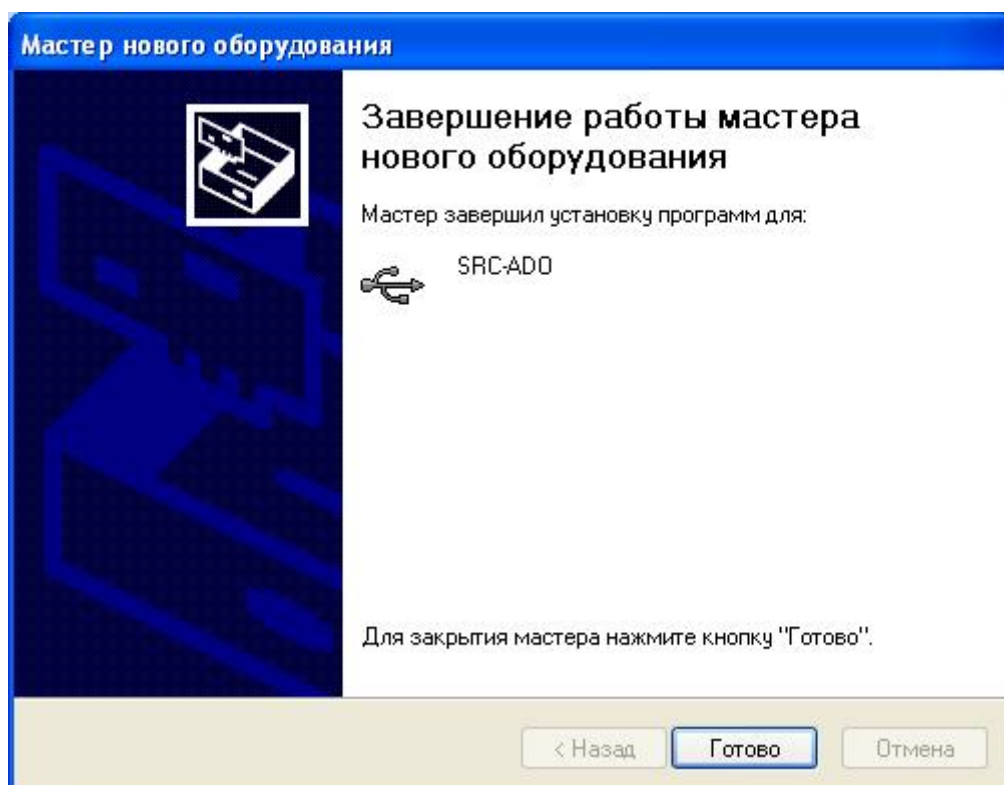 Мастер нового оборудования
Завершение работы мастера
нового оборудования
Мастер завершил установку программ для:
SRC-ADO
Для закрытия мастера нажмите кнопку "Готово".
< Назад
Готово
Отмена